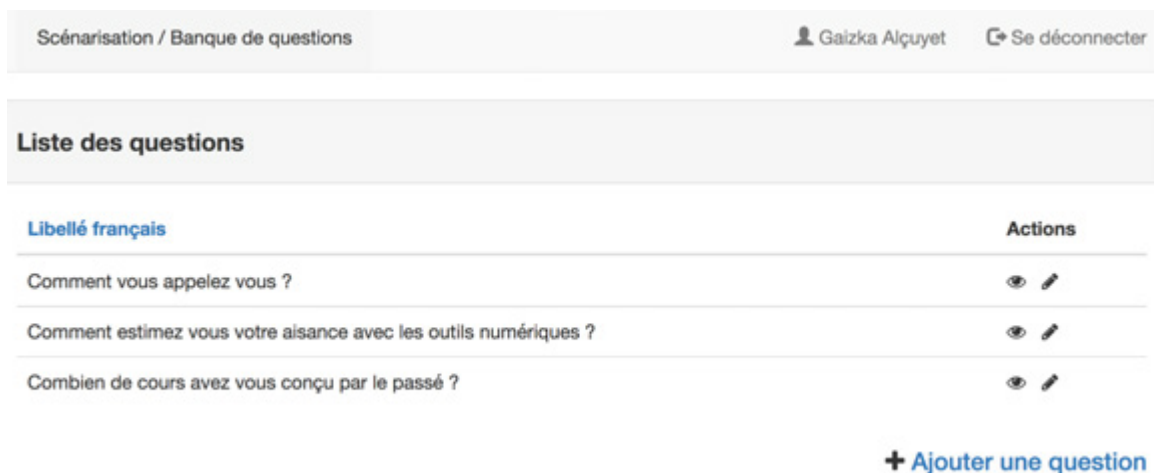 Scénarisation / Banque de questions Gaizka Alçuyet Se déconnecter
Liste des questions
Libellé français Actions
Comment vous appelez vous ?
Comment estimez vous votre aisance avec les outils numériques ?
Combien de cours avez vous conçu par le passé ?
+ Ajouter une question